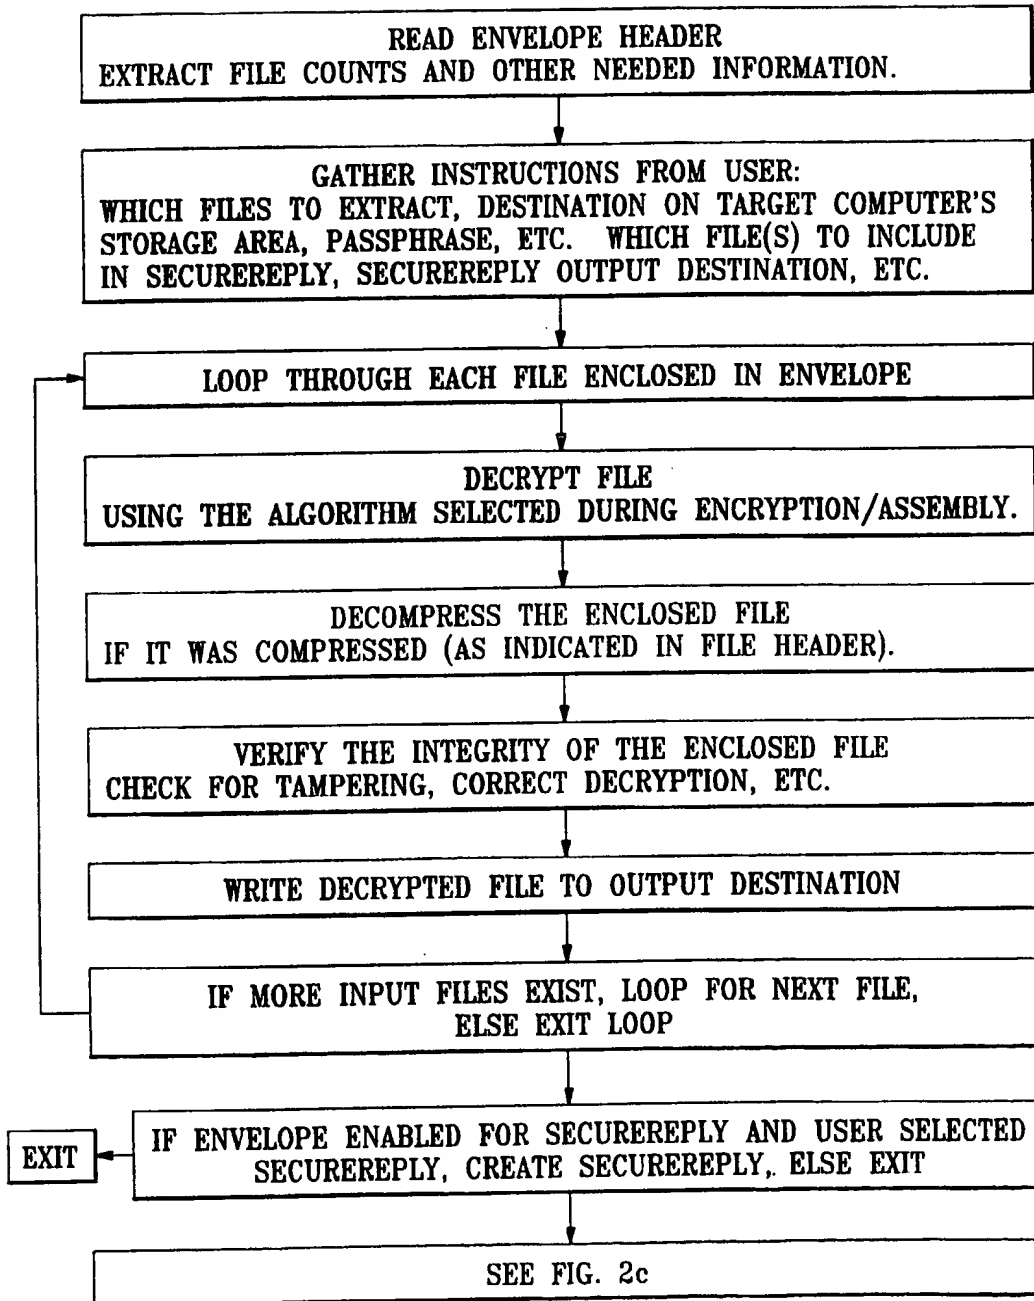 READ ENVELOPE HEADER
EXTRACT FILE COUNTS AND OTHER NEEDED INFORMATION.
GATHER INSTRUCTIONS FROM USER:
WHICH FILES TO EXTRACT, DESTINATION ON TARGET COMPUTER'S
STORAGE AREA, PASSPHRASE, ETC. WHICH FILE(S) TO INCLUDE
IN SECUREREPLY, SECUREREPLY OUTPUT DESTINATION, ETC.
LOOP THROUGH EACH FILE ENCLOSED IN ENVELOPE
DECRYPT FILE
USING THE ALGORITHM SELECTED DURING ENCRYPTION/ASSEMBLY.
DECOMPRESS THE ENCLOSED FILE
IF IT WAS COMPRESSED (AS INDICATED IN FILE HEADER).
VERIFY THE INTEGRITY OF THE ENCLOSED FILE
CHECK FOR TAMPERING, CORRECT DECRYPTION, ETC.
WRITE DECRYPTED FILE TO OUTPUT DESTINATION
IF MORE INPUT FILES EXIST, LOOP FOR NEXT FILE,
ELSE EXIT LOOP
IF ENVELOPE ENABLED FOR SECUREREPLY AND USER SELECTED
SECUREREPLY, CREATE SECUREREPLY,. ELSE EXIT
EXIT
SEE FIG. 2c